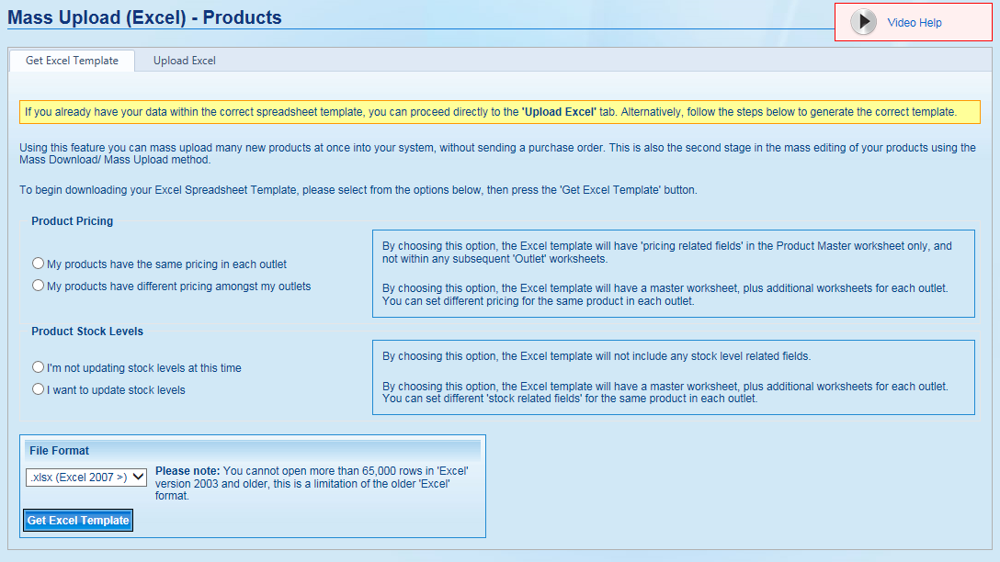 Mass Upload (Excel) - Products
Video Help
Get Excel Template
Upload Excel
If you already have your data within the correct spreadsheet template, you can proceed directly to the 'Upload Excel' tab. Alternatively, follow the steps below to generate the correct template.
Using this feature you can mass upload many new products at once into your system, without sending a purchase order. This is also the second stage in the mass editing of your products using the
Mass Download/ Mass Upload method.
To begin downloading your Excel Spreadsheet Template, please select from the options below, then press the 'Get Excel Template' button.
Product Pricing
My products have the same pricing in each outlet
My products have different pricing amongst my outlets
By choosing this option, the Excel template will have 'pricing related fields' in the Product Master worksheet only, and
not within any subsequent 'Outlet' worksheets.
By choosing this option, the Excel template will have a master worksheet, plus additional worksheets for each outlet.
You can set different pricing for the same product in each outlet.
Product Stock Levels
I'm not updating stock levels at this time
I want to update stock levels
By choosing this option, the Excel template will not include any stock level related fields.
By choosing this option, the Excel template will have a master worksheet, plus additional worksheets for each outlet.
You can set different 'stock related fields' for the same product in each outlet.
File Format
.xlsx (Excel 2007 >)
Please note: You cannot open more than 65,000 rows in 'Excel'
version 2003 and older, this is a limitation of the older 'Excel'
format.
Get Excel Template